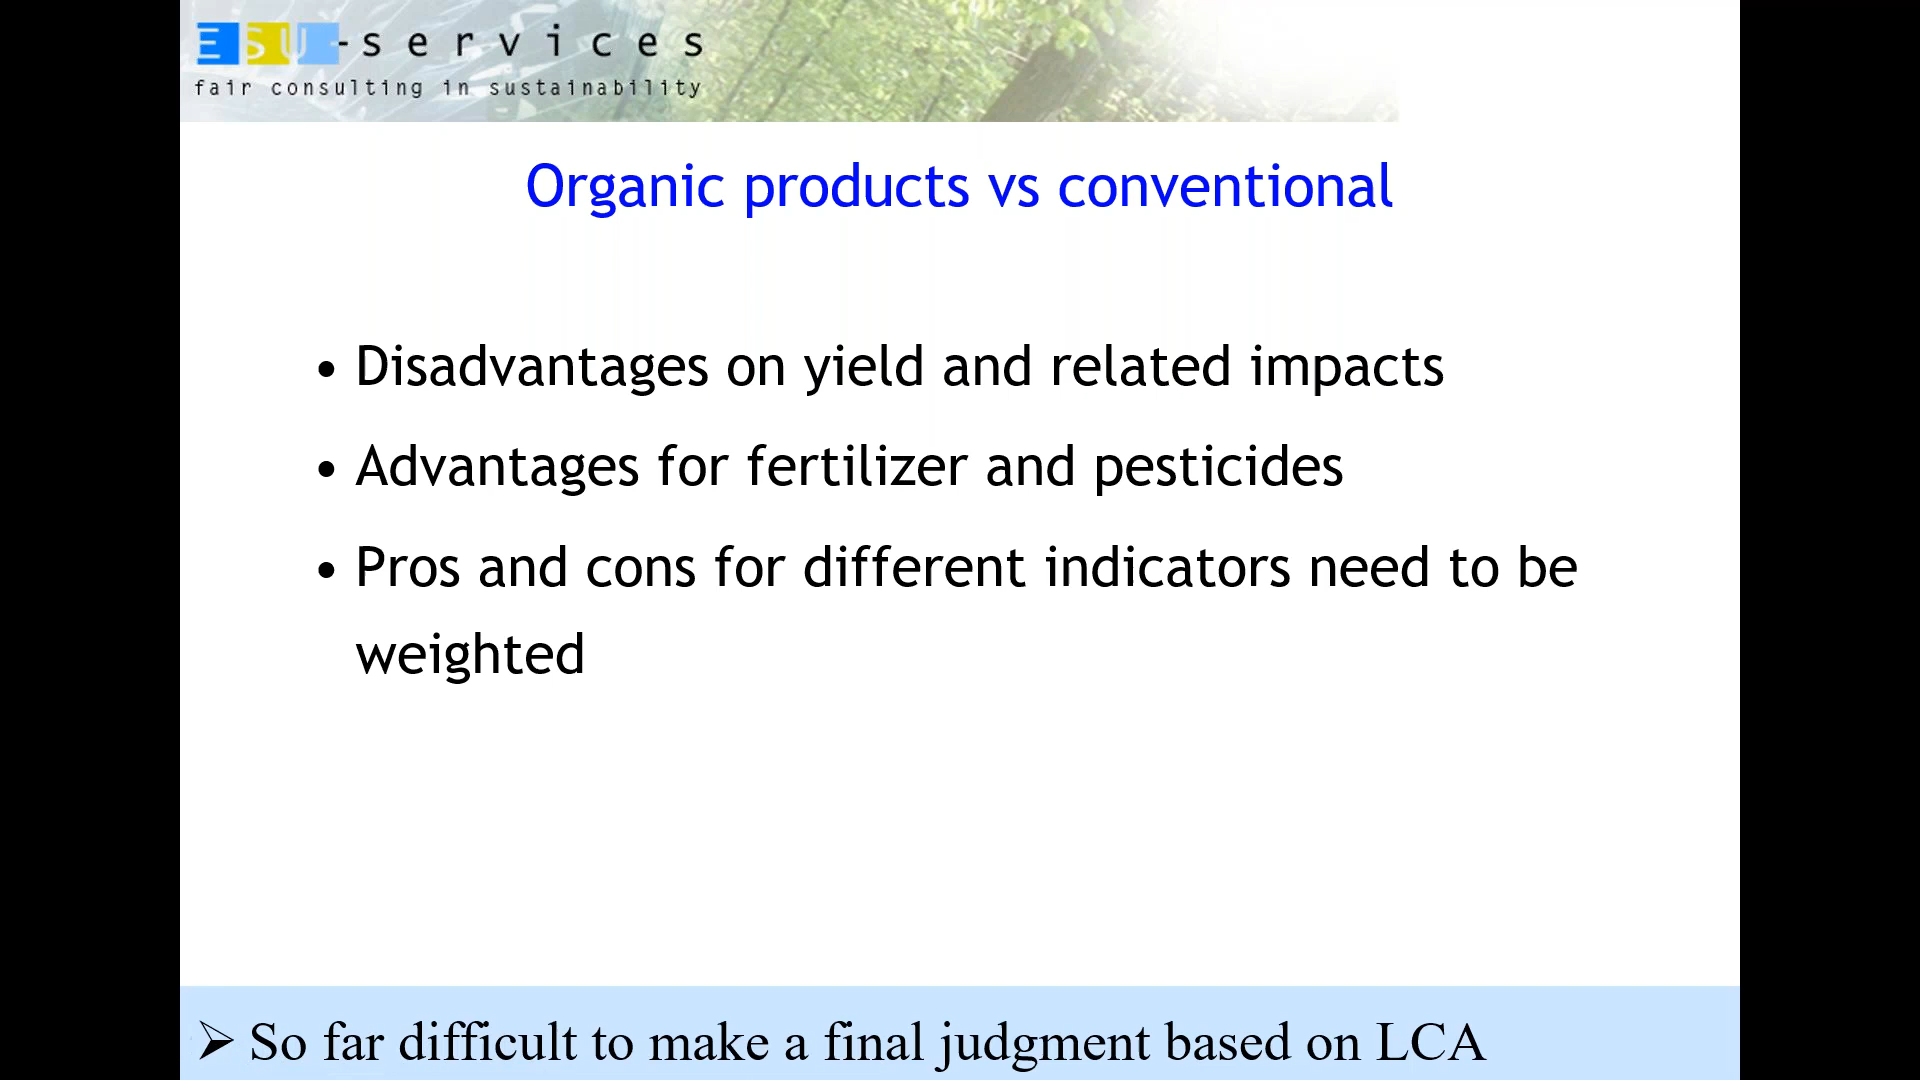 ESU-services
fair consulting in sustainability
Organic products vs conventional
• Disadvantages on yield and related impacts
• Advantages for fertilizer and pesticides
• Pros and cons for different indicators need to be
weighted
➢ So far difficult to make a final judgment based on LCA